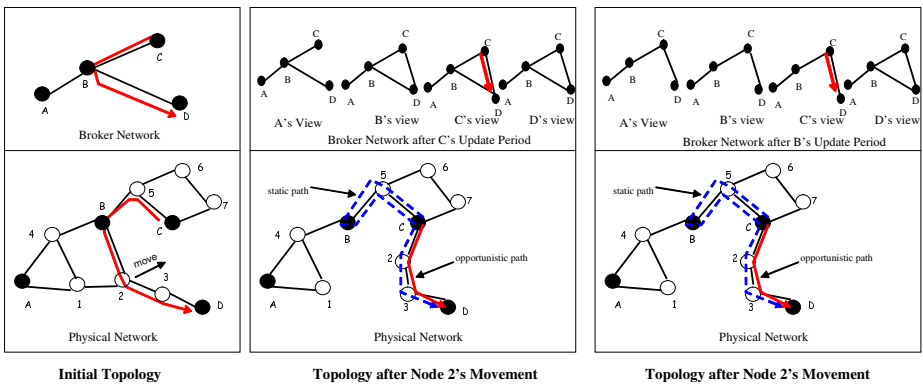 C
B
A
D
Broker Network
6
5
7
B
C
4
move
3
A
1
2
D
Physical Network
Initial Topology
C
C
C
C
A
B
D
A
B
A
B
A
B
D
A's View
B's view
C's view
D's view
Broker Network after C's Update Period
6
5
static path
7
4
B
C
2
opportunistic path
A
1
3
D
Physical Network
Topology after Node 2's Movement
C
C
C
C
A
B
D
A
B
A
B
A
B
D
A's View
B's view
C's view
D's view
Broker Network after B's Update Period
6
5
static path
7
4
B
C
2
opportunistic path
A
1
3
D
Physical Network
Topology after Node 2's Movement